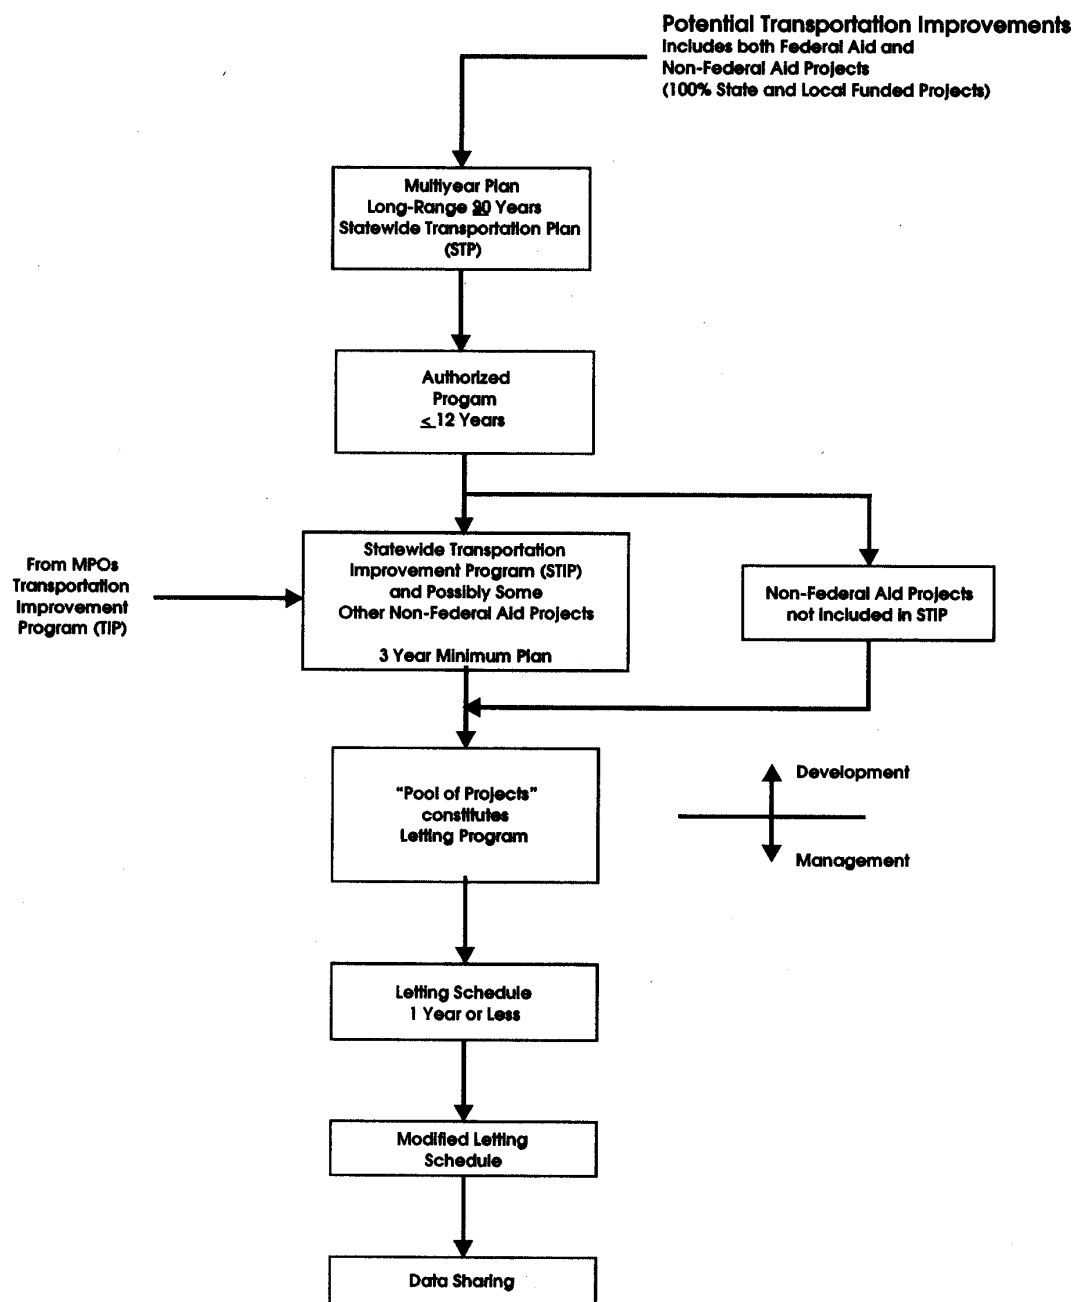 Potential Transportation Improvements
Includes both Federal Aid and
Non-Federal Aid Projects
(100% State and Local Funded Projects)
Multiyear Plan
Long-Range 20 Years
Statewide Transportation Plan
(STP)
Authorized
Progam
≤ 12 Years
From MPOs
Transportation
Improvement
Program (TIP)
Statewide Transportation
Improvement Program (STIP)
and Possibly Some
Other Non-Federal Aid Projects
3 Year Minimum Plan
Non-Federal Aid Projects
not included in STIP
"Pool of Projects"
constitutes
Letting Program
Development
Management
Letting Schedule
1 Year or Less
Modified Letting
Schedule
Data Sharing